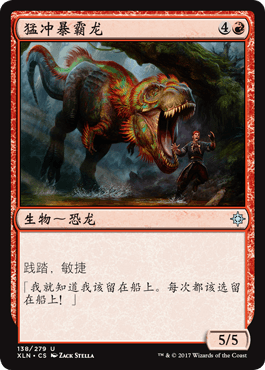 猛冲暴霸龙 4
生物～恐龙
践踏，敏捷
「我就知道我该留在船上。每次都该选留
在船上！」
5/5
138/279 U
XLN • CS ZACK STELLA
™ & © 2017 Wizards of the Coast